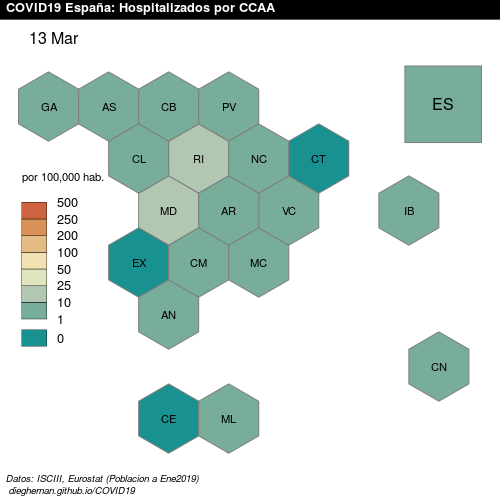 COVID19 España: Hospitalizados por CCAA
13 Mar
GA AS CB PV ES
CL RI NC CT
por 100,000 hab.
MD AR VC IB
500
250
200
100
50
25
10
1
0
EX CM MC
AN
CN
CE ML
Datos: ISCIII, Eurostat (Poblacion a Ene2019)
dieghernan.github.io/COVID19